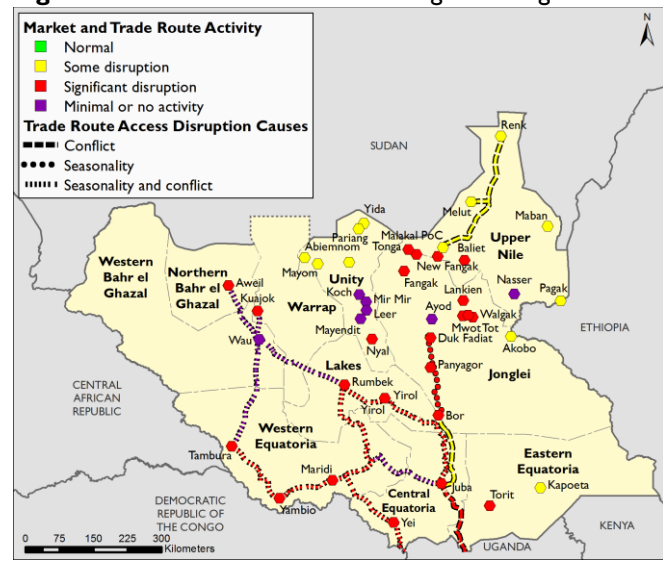 N
Market and Trade Route Activity
Normal
Some disruption
Significant disruption
Minimal or no activity
Trade Route Access Disruption Causes
Conflict
Seasonality
Seasonality and conflict
SUDAN
Renk
Melut
Maban
Yida
Pariang
Malakal PoC
Upper
Nile
Abiemnom
Tonga
Baliet
Western
Bahr el
Ghazal
Northern
Bahr el
Ghazal
Aweil
Kuajok
Mayom
Unity
New Fangak
Fangak
Nasser
Pagak
Koch
Mir Mir
Leer
Warrap
Mayendit
Ayod
Lankien
Walgak
Mwot Tot
ETHIOPIA
Wau
Nyal
Duk Fadiat
Akobo
Panyagor
Jonglei
CENTRAL
AFRICAN
REPUBLIC
Lakes
Rumbek
Yirol
Yirol
Bor
Western
Equatoria
Tambura
Maridi
Eastern
Equatoria
Juba
Kapoeta
Central
Equatoria
Torit
DEMOCRATIC
REPUBLIC OF
THE CONGO
Yambio
Yei
KENYA
UGANDA
0 75 150 225 300
Kilometers